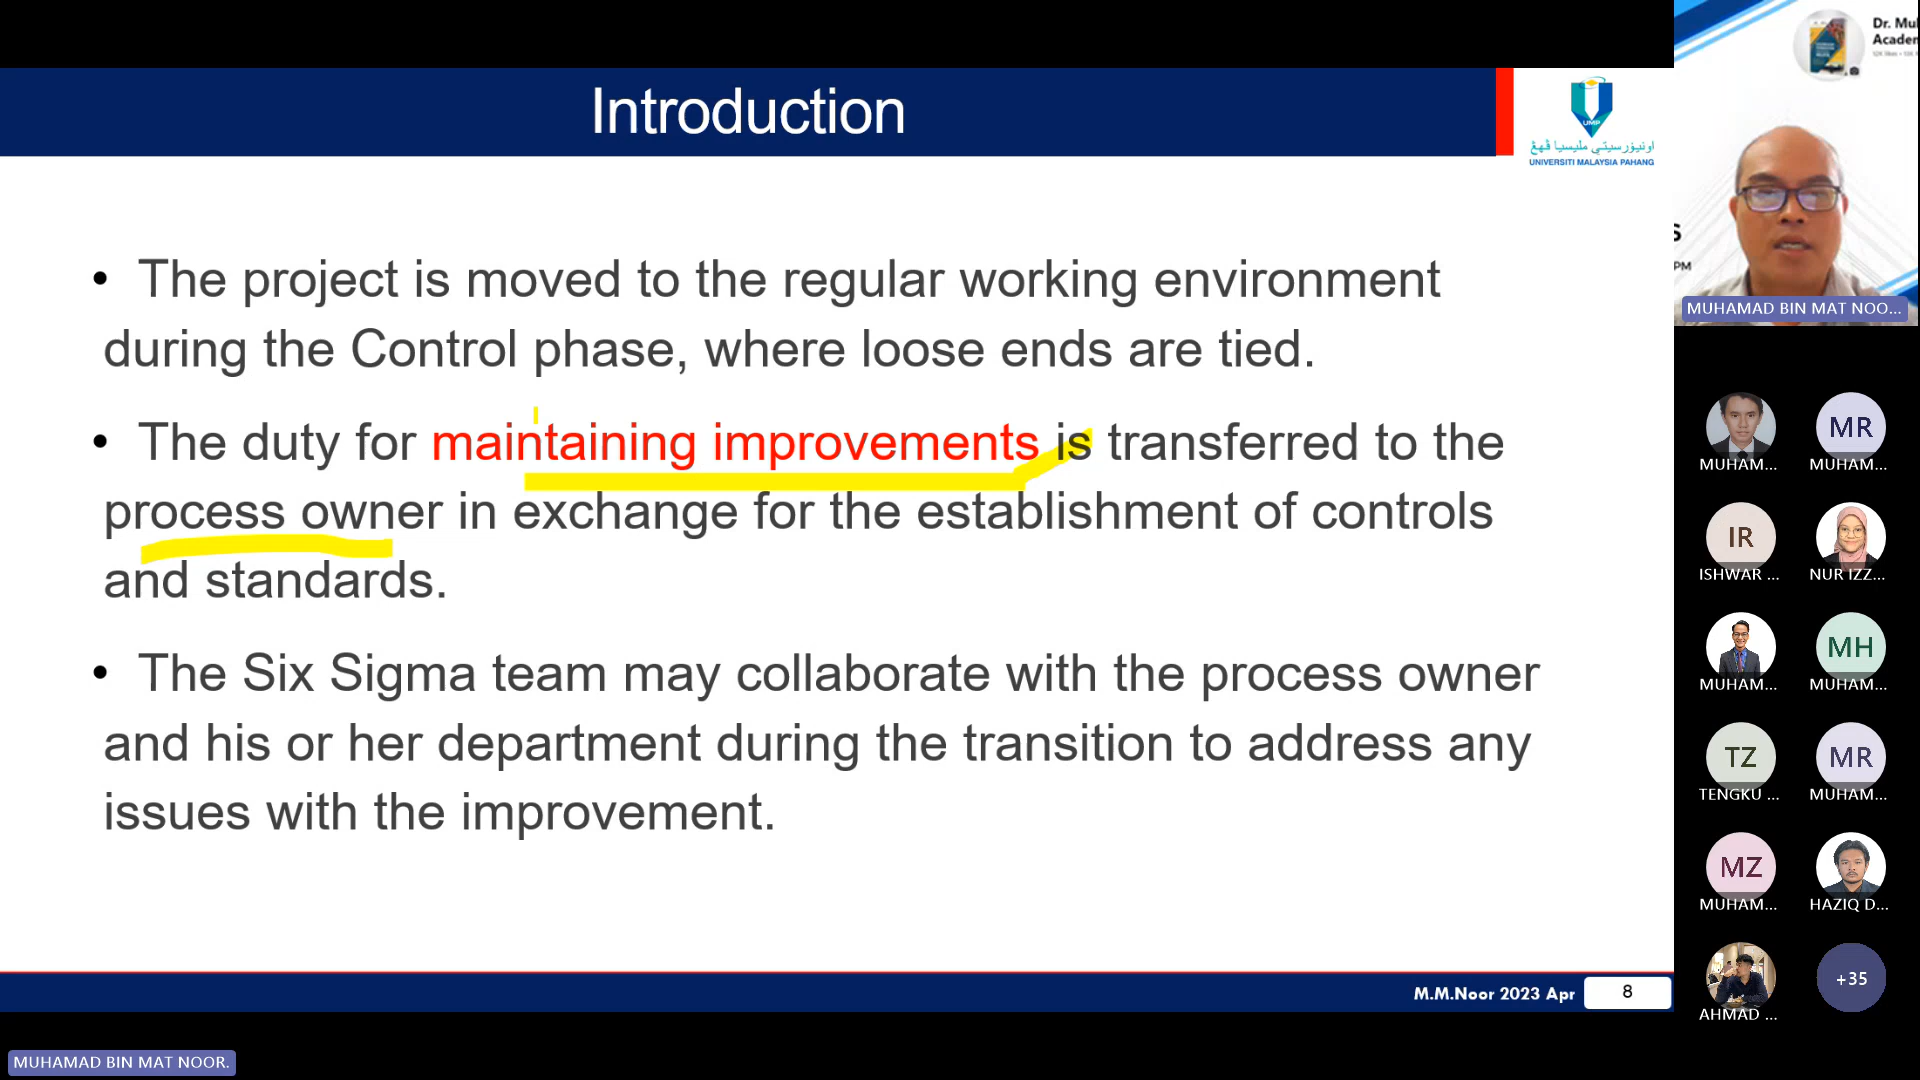 Introduction
UMP
اونيۏرسيتي مليسيا ڤهڠ
UNIVERSITI MALAYSIA PAHANG
• The project is moved to the regular working environment
during the Control phase, where loose ends are tied.
• The duty for maintaining improvements is transferred to the
process owner in exchange for the establishment of controls
and standards.
• The Six Sigma team may collaborate with the process owner
and his or her department during the transition to address any
issues with the improvement.
M.M.Noor 2023 Apr
8
MUHAMAD BIN MAT NOOR.
Dr. Mu
Acade
S
PM
MUHAMAD BIN MAT NOO...
MR
MUHAM...
MUHAM...
IR
ISHWAR ...
NUR IZZ...
MH
MUHAM...
MUHAM...
TZ
MR
TENGKU ...
MUHAM...
MZ
MUHAM...
HAZIQ D...
+35
AHMAD ...